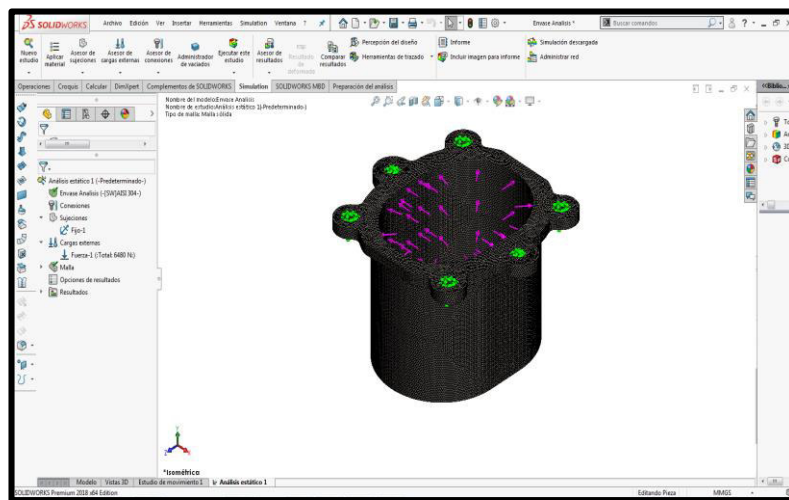 SOLIDWORKS
Archivo Edición Ver Insertar Herramientas Simulation Ventana ?
Envase Analisis *
Buscar comandos
Nuevo estudio
Aplicar material
Asesor de sujeciones
Asesor de cargas externas
Asesor de conexiones
Administrador de variados
Ejecutar este estudio
Asesor de resultados
Resultado de deformada
Comparar resultados
Percepción del diseño
Herramientas de trazado
Informe
Incluir imagen para informe
Simulación descargada
Administrar red
Operaciones Croquis Calcular DimXpert Complementos de SOLIDWORKS Simulation SOLIDWORKS MBD Preparación del análisis
Nombre del modelo:Envase Analisis
Nombre de estudio:Análisis estático 1(-Predeterminado-)
Tipo de malla: Malla sólida
Análisis estático 1 (-Predeterminado-)
Envase Analisis (-[SW]AISI 304-)
Conexiones
Sujeciones
Fijo-1
Cargas externas
Fuerza-1 (:Total: 6480 N:)
Malla
Opciones de resultados
Resultados
*Isométrica
Modelo Vistas 3D Estudio de movimiento 1 Análisis estático 1
SOLIDWORKS Premium 2018 x64 Edition
Editando Pieza MMGS